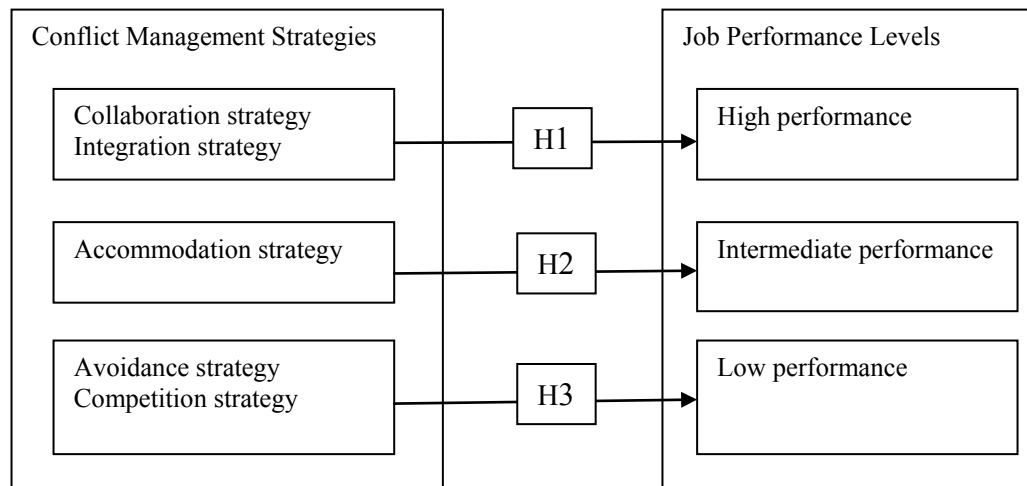 Conflict Management Strategies
Job Performance Levels
Collaboration strategy
Integration strategy
H1
High performance
Accommodation strategy
H2
Intermediate performance
Avoidance strategy
Competition strategy
H3
Low performance